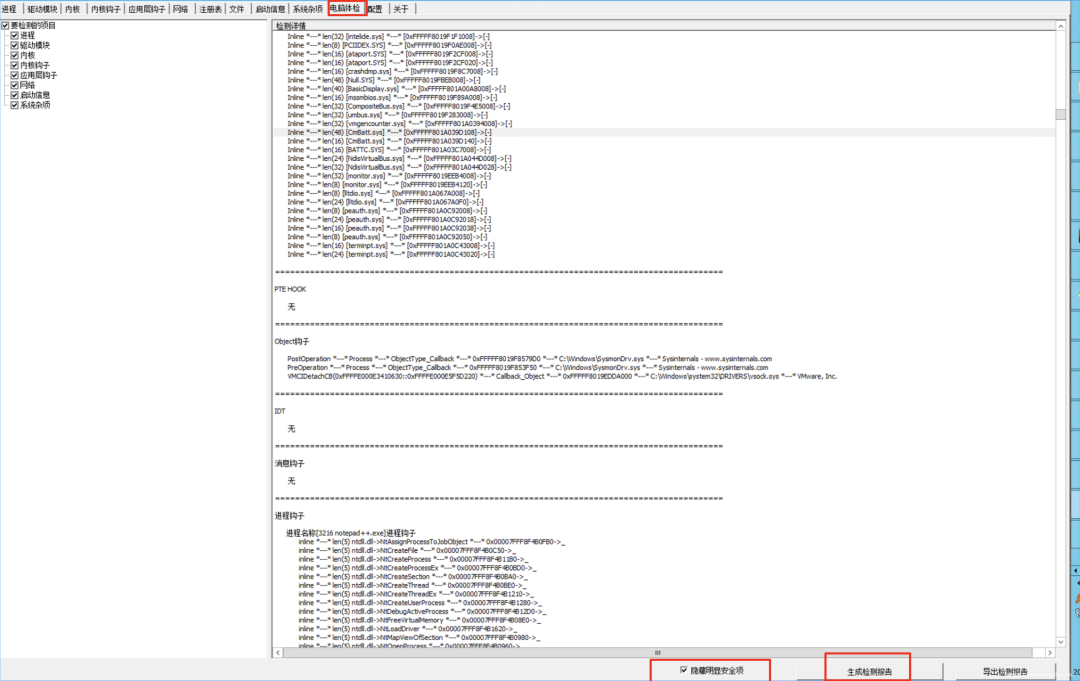 进程 驱动模块 内核 内核钩子 应用层钩子 网络 注册表 文件 启动信息 系统杂项 电脑体检 配置 关于
要检测的项目
进程
驱动模块
内核
内核钩子
应用层钩子
网络
启动信息
系统杂项
检测详情
Inline *---* len(32) [intelide.sys] *---* [0xFFFFF8019F1F1008]->[-]
Inline *---* len(8) [PCIIDEX.SYS] *---* [0xFFFFF8019F0AE008]->[-]
Inline *---* len(16) [ataport.SYS] *---* [0xFFFFF8019F2CF008]->[-]
Inline *---* len(16) [ataport.SYS] *---* [0xFFFFF8019F2CF020]->[-]
Inline *---* len(16) [crashdmp.sys] *---* [0xFFFFF8019F8C7008]->[-]
Inline *---* len(48) [Null.SYS] *---* [0xFFFFF8019FBEB008]->[-]
Inline *---* len(40) [BasicDisplay.sys] *---* [0xFFFFF801A00A8008]->[-]
Inline *---* len(16) [mssmbios.sys] *---* [0xFFFFF8019F89A008]->[-]
Inline *---* len(32) [CompositeBus.sys] *---* [0xFFFFF8019F4E5008]->[-]
Inline *---* len(32) [umbus.sys] *---* [0xFFFFF8019F283008]->[-]
Inline *---* len(32) [vmgencounter.sys] *---* [0xFFFFF801A0394008]->[-]
Inline *---* len(48) [CmBatt.sys] *---* [0xFFFFF801A039D108]->[-]
Inline *---* len(16) [CmBatt.sys] *---* [0xFFFFF801A039D140]->[-]
Inline *---* len(16) [BATTC.SYS] *---* [0xFFFFF801A03C7008]->[-]
Inline *---* len(24) [NdisVirtualBus.sys] *---* [0xFFFFF801A044D008]->[-]
Inline *---* len(32) [NdisVirtualBus.sys] *---* [0xFFFFF801A044D028]->[-]
Inline *---* len(32) [monitor.sys] *---* [0xFFFFF8019EEB4008]->[-]
Inline *---* len(8) [monitor.sys] *---* [0xFFFFF8019EEB4120]->[-]
Inline *---* len(8) [lltdio.sys] *---* [0xFFFFF801A067A008]->[-]
Inline *---* len(24) [lltdio.sys] *---* [0xFFFFF801A067A0F0]->[-]
Inline *---* len(8) [peauth.sys] *---* [0xFFFFF801A0C92008]->[-]
Inline *---* len(24) [peauth.sys] *---* [0xFFFFF801A0C92018]->[-]
Inline *---* len(16) [peauth.sys] *---* [0xFFFFF801A0C92038]->[-]
Inline *---* len(8) [peauth.sys] *---* [0xFFFFF801A0C92050]->[-]
Inline *---* len(16) [terminpt.sys] *---* [0xFFFFF801A0C43008]->[-]
Inline *---* len(24) [terminpt.sys] *---* [0xFFFFF801A0C43020]->[-]
PTE HOOK
无
Object钩子
PostOperation *---* Process *---* ObjectType_Callback *---* 0xFFFFF8019F8579D0 *---* C:\Windows\SysmonDrv.sys *---* Sysinternals - www.sysinternals.com
PreOperation *---* Process *---* ObjectType_Callback *---* 0xFFFFF8019F853F50 *---* C:\Windows\SysmonDrv.sys *---* Sysinternals - www.sysinternals.com
VMCIDetachCB(0xFFFFE000E3410630::0xFFFFE000E5F5D220) *---* Callback_Object *---* 0xFFFFF8019EDDA000 *---* C:\Windows\system32\DRIVERS\vsock.sys *---* VMware, Inc.
IDT
无
消息钩子
无
进程钩子
进程名称[3216 notepad++.exe]进程钩子
inline *---* len(5) ntdll.dll->NtAssignProcessToJobObject *---* 0x00007FFF8F4B0FB0->_
inline *---* len(5) ntdll.dll->NtCreateFile *---* 0x00007FFF8F4B0C50->_
inline *---* len(5) ntdll.dll->NtCreateProcess *---* 0x00007FFF8F4B11B0->_
inline *---* len(5) ntdll.dll->NtCreateProcessEx *---* 0x00007FFF8F4B0BD0->_
inline *---* len(5) ntdll.dll->NtCreateSection *---* 0x00007FFF8F4B0BA0->_
inline *---* len(5) ntdll.dll->NtCreateThread *---* 0x00007FFF8F4B0BE0->_
inline *---* len(5) ntdll.dll->NtCreateThreadEx *---* 0x00007FFF8F4B1210->_
inline *---* len(5) ntdll.dll->NtCreateUserProcess *---* 0x00007FFF8F4B1280->_
inline *---* len(5) ntdll.dll->NtDebugActiveProcess *---* 0x00007FFF8F4B12D0->_
inline *---* len(5) ntdll.dll->NtFreeVirtualMemory *---* 0x00007FFF8F4B08E0->_
inline *---* len(5) ntdll.dll->NtLoadDriver *---* 0x00007FFF8F4B1620->_
inline *---* len(5) ntdll.dll->NtMapViewOfSection *---* 0x00007FFF8F4B0980->_
inline *---* len(5) ntdll.dll->NtOpenProcess *---* 0x00007FFF8F4B0960->_
隐藏明显安全项 生成检测报告 导出检测报告